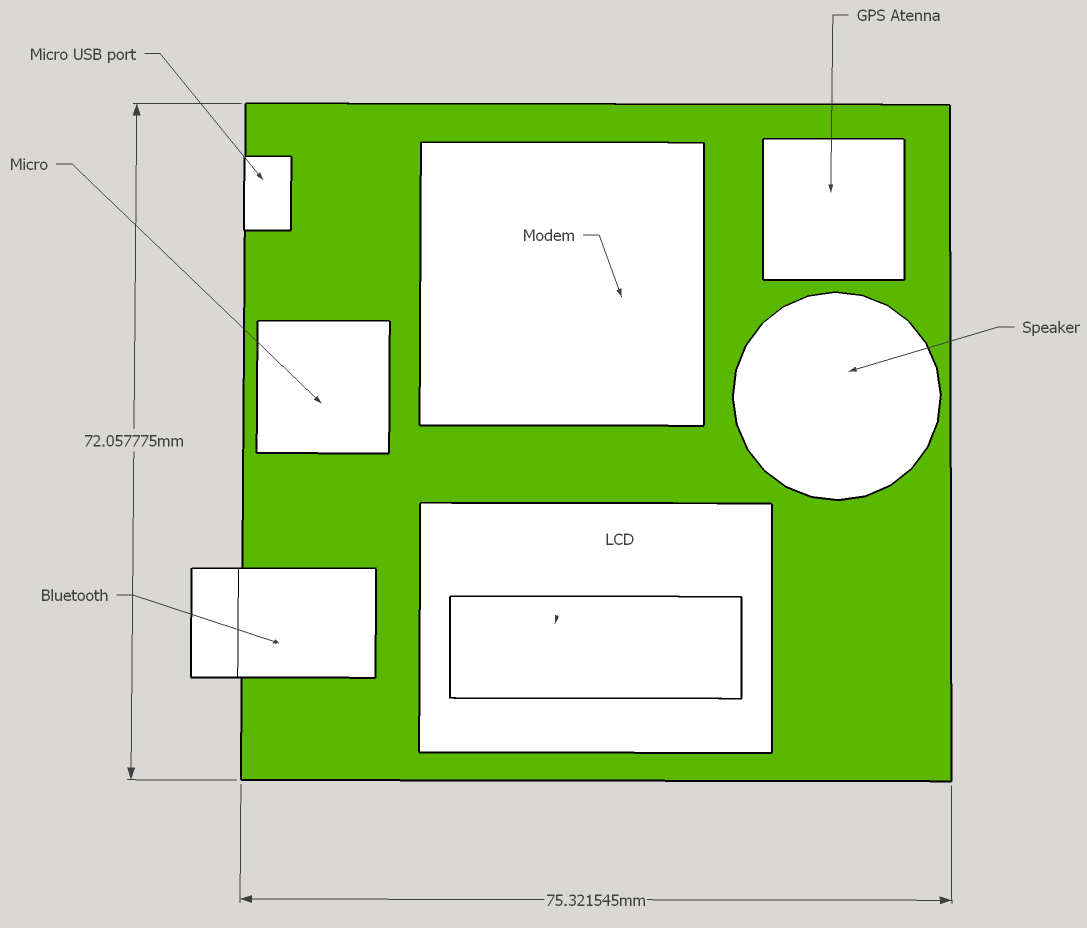 GPS Atenna
Micro USB port
Micro
Modem
Speaker
72.057775mm
LCD
Bluetooth
75.321545mm